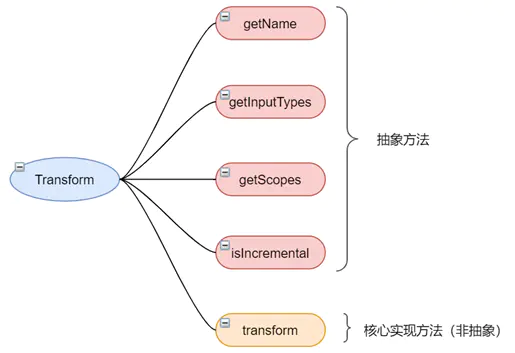 getName
getInputTypes
抽象方法
Transform
getScopes
isIncremental
transform
核心实现方法（非抽象）